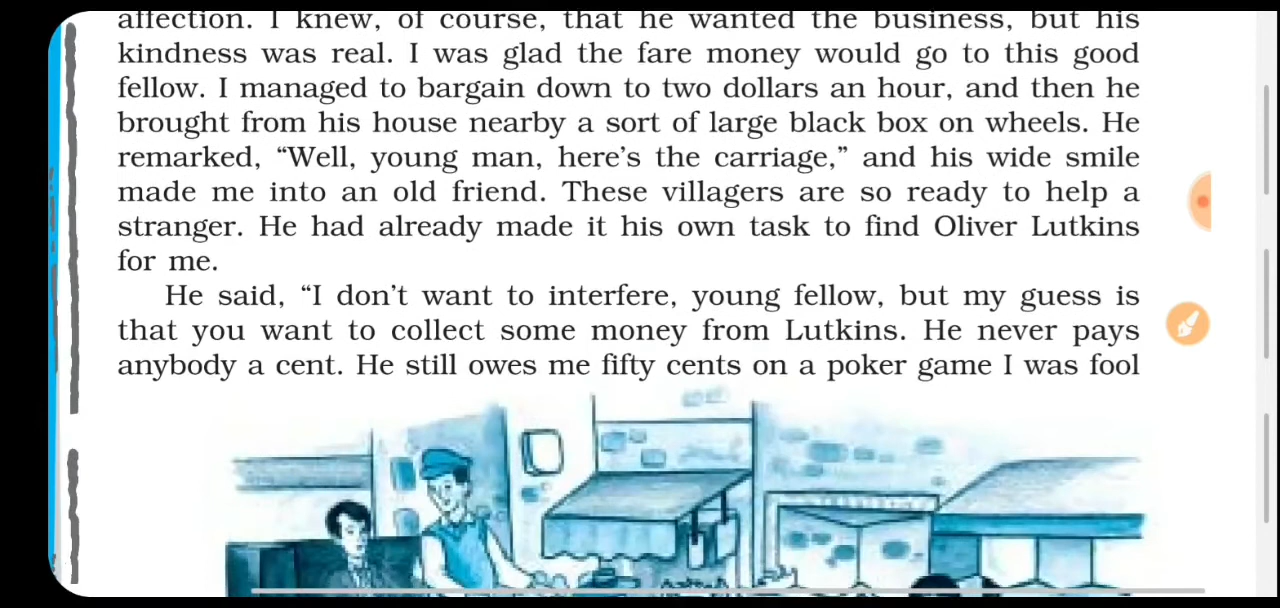 affection. I knew, of course, that he wanted the business, but his
kindness was real. I was glad the fare money would go to this good
fellow. I managed to bargain down to two dollars an hour, and then he
brought from his house nearby a sort of large black box on wheels. He
remarked, “Well, young man, here’s the carriage,” and his wide smile
made me into an old friend. These villagers are so ready to help a
stranger. He had already made it his own task to find Oliver Lutkins
for me.
He said, “I don’t want to interfere, young fellow, but my guess is
that you want to collect some money from Lutkins. He never pays
anybody a cent. He still owes me fifty cents on a poker game I was fool